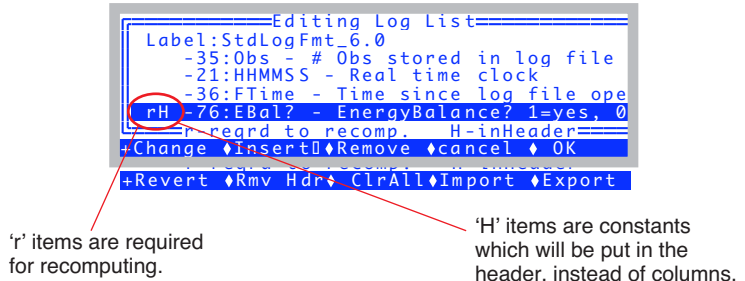 Editing Log List
Label:StdLogFmt_6.0
-35:Obs - # Obs stored in log file
-21:HHMMSS - Real time clock
-36:FTime - Time since log file ope
rH -76:EBal? - EnergyBalance? 1=yes, 0
r-reqrd to recomp. H-inHeader
+Change ♦Insert▯ ♦Remove ♦cancel ♦ OK
+Revert ♦Rmv Hdr♦ ClrAll♦Import ♦Export
'r' items are required
for recomputing.
'H' items are constants
which will be put in the
header, instead of columns.